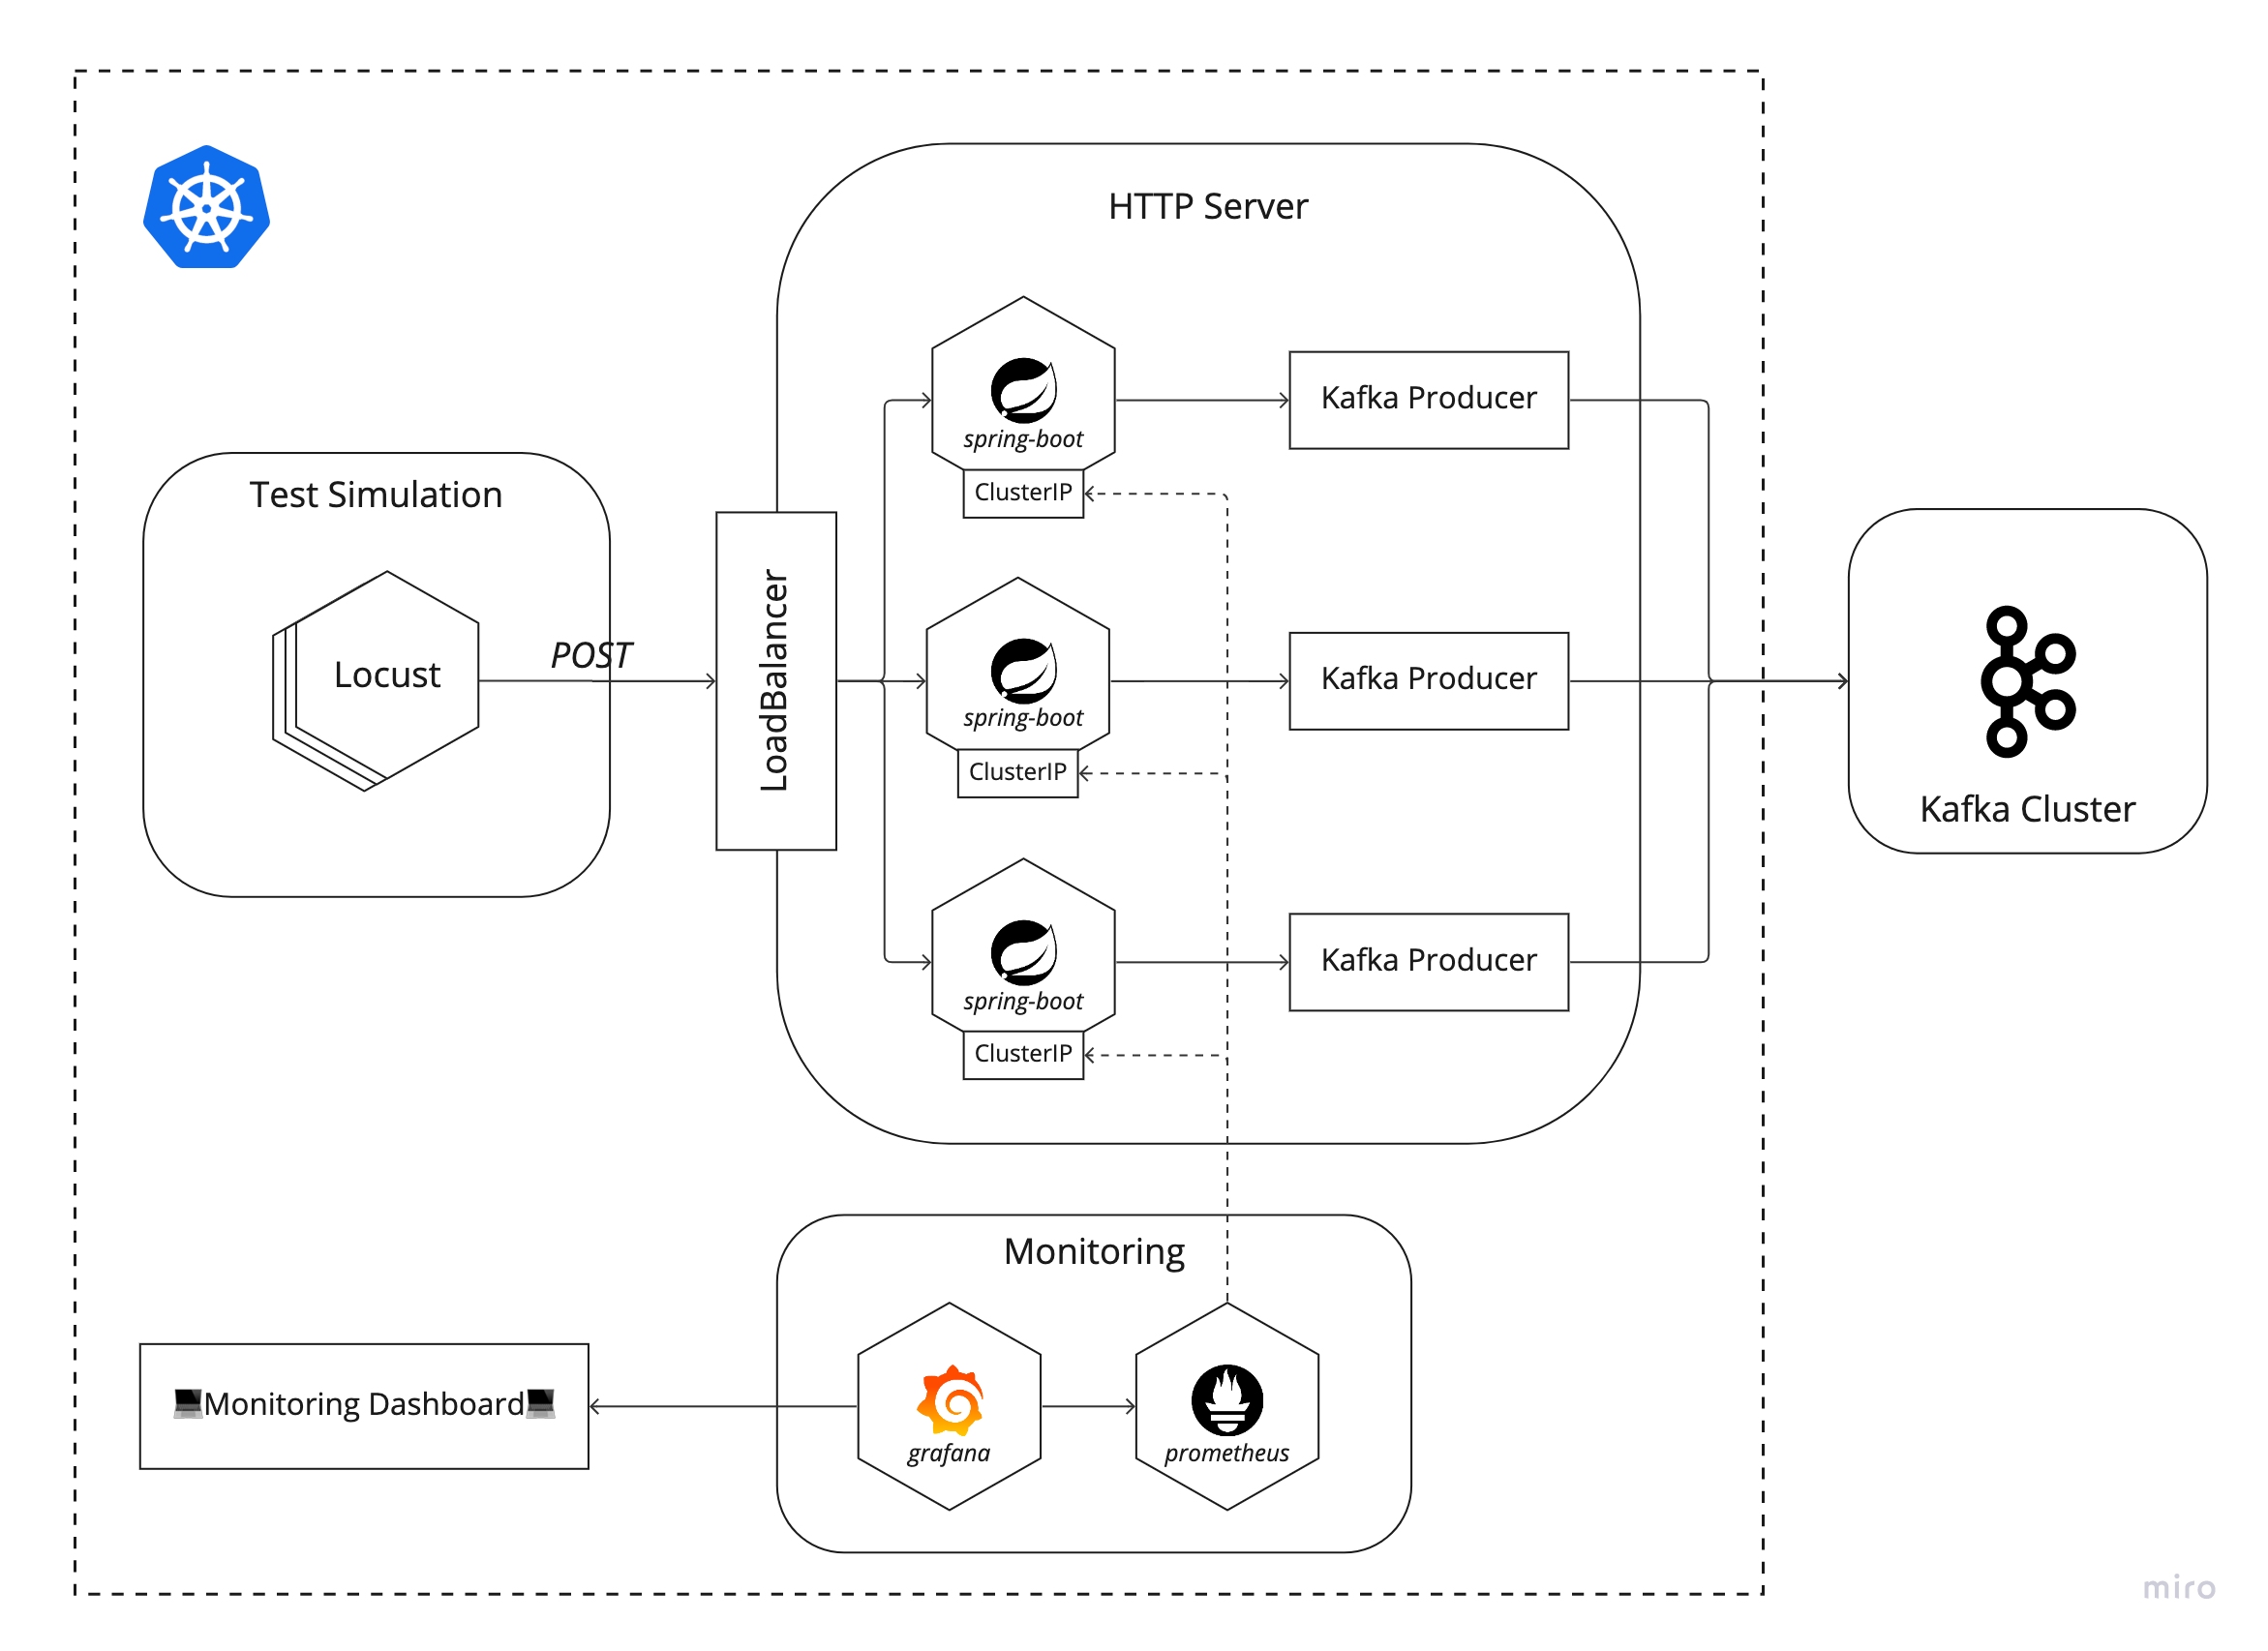 HTTP Server
spring-boot
Kafka Producer
ClusterIP
Test Simulation
Locust
POST
LoadBalancer
spring-boot
Kafka Producer
ClusterIP
Kafka Cluster
spring-boot
Kafka Producer
ClusterIP
Monitoring
💻Monitoring Dashboard💻
grafana
prometheus
miro